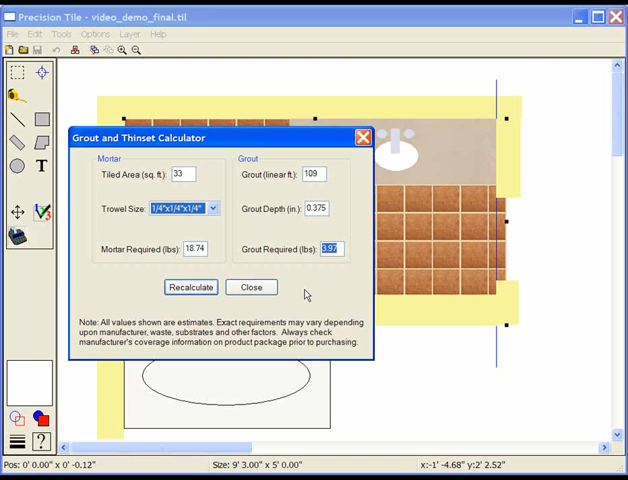 Precision Tile - video_demo_final.til
File Edit Tools Options Layer Help
Grout and Thinset Calculator
Mortar
Tiled Area (sq. ft.): 33
Trowel Size: 1/4"x1/4"x1/4"
Mortar Required (lbs): 18.74
Grout
Grout (linear ft.): 109
Grout Depth (in.): 0.375
Grout Required (lbs): 3.97
Recalculate Close
Note: All values shown are estimates. Exact requirements may vary depending
upon manufacturer, waste, substrates and other factors. Always check
manufacturer's coverage information on product package prior to purchasing.
T
?
Pos: 0' 0.00" x 0' -0.12" Size: 9' 3.00" x 5' 0.00" x:-1' -4.68" y:2' 2.52"